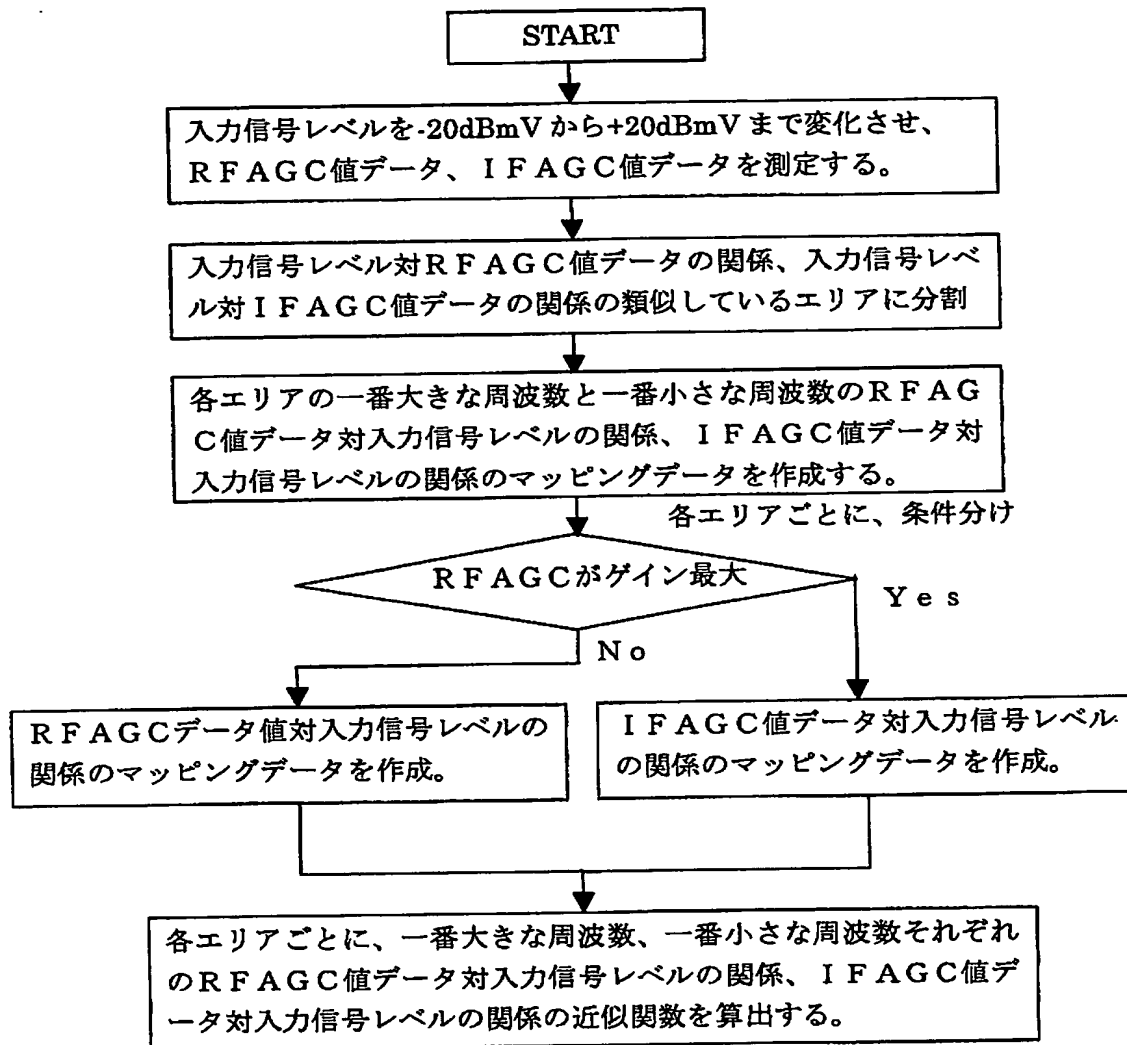 START
入力信号レベルを-20dBmVから+20dBmVまで変化させ、
RFAGC値データ、IFAGC値データを測定する。
入力信号レベル対RFAGC値データの関係、入力信号レベ
ル対IFAGC値データの関係の類似しているエリアに分割
各エリアの一番大きな周波数と一番小さな周波数のRFAG
C値データ対入力信号レベルの関係、IFAGC値データ対
入力信号レベルの関係のマッピングデータを作成する。
各エリアごとに、条件分け
RFAGCがゲイン最大
Yes
No
RFAGCデータ値対入力信号レベルの
関係のマッピングデータを作成。
IFAGC値データ対入力信号レベル
の関係のマッピングデータを作成。
各エリアごとに、一番大きな周波数、一番小さな周波数それぞれ
のRFAGC値データ対入力信号レベルの関係、IFAGC値デ
ータ対入力信号レベルの関係の近似関数を算出する。